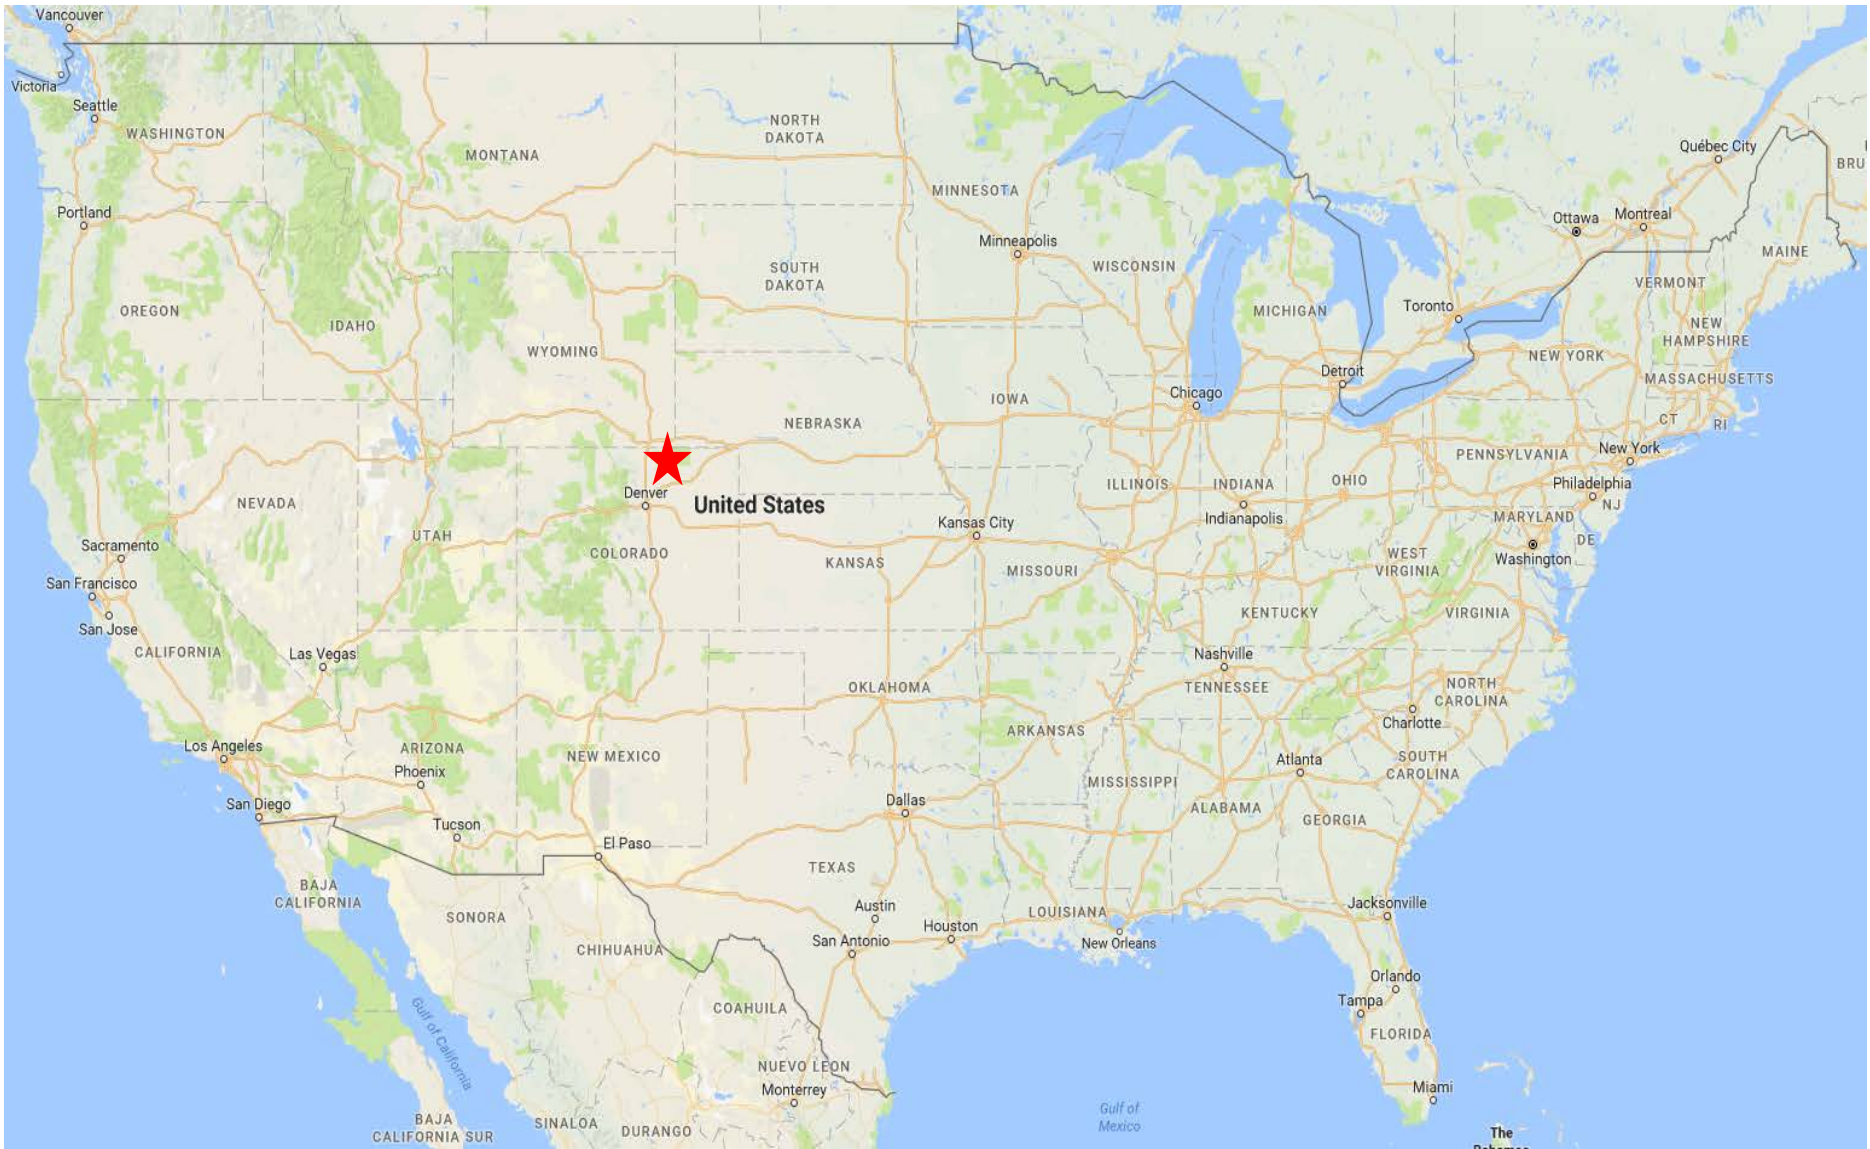 Vancouver
Victoria
Seattle
WASHINGTON
MONTANA
NORTH
DAKOTA
MINNESOTA
Québec City
BRU
Portland
Ottawa
Montreal
Minneapolis
MAINE
SOUTH
DAKOTA
WISCONSIN
VERMONT
OREGON
IDAHO
MICHIGAN
Toronto
NEW
HAMPSHIRE
WYOMING
NEW YORK
Detroit
MASSACHUSETTS
Chicago
IOWA
CT
RI
NEBRASKA
New York
PENNSYLVANIA
OHIO
ILLINOIS
INDIANA
Philadelphia
Denver
United States
NEVADA
NJ
Indianapolis
MARYLAND
Kansas City
UTAH
DE
Sacramento
COLORADO
KANSAS
MISSOURI
WEST
VIRGINIA
Washington
San Francisco
KENTUCKY
VIRGINIA
San Jose
CALIFORNIA
Las Vegas
Nashville
OKLAHOMA
TENNESSEE
NORTH
CAROLINA
Charlotte
ARKANSAS
Los Angeles
ARIZONA
NEW MEXICO
Atlanta
SOUTH
CAROLINA
Phoenix
MISSISSIPPI
San Diego
Dallas
ALABAMA
GEORGIA
Tucson
El Paso
TEXAS
BAJA
CALIFORNIA
Jacksonville
SONORA
Austin
LOUISIANA
Houston
San Antonio
New Orleans
CHIHUAHUA
Orlando
Tampa
COAHUILA
Gulf of California
FLORIDA
NUEVO LEON
Monterrey
Miami
Gulf of
Mexico
BAJA
CALIFORNIA SUR
SINALOA
DURANGO
The